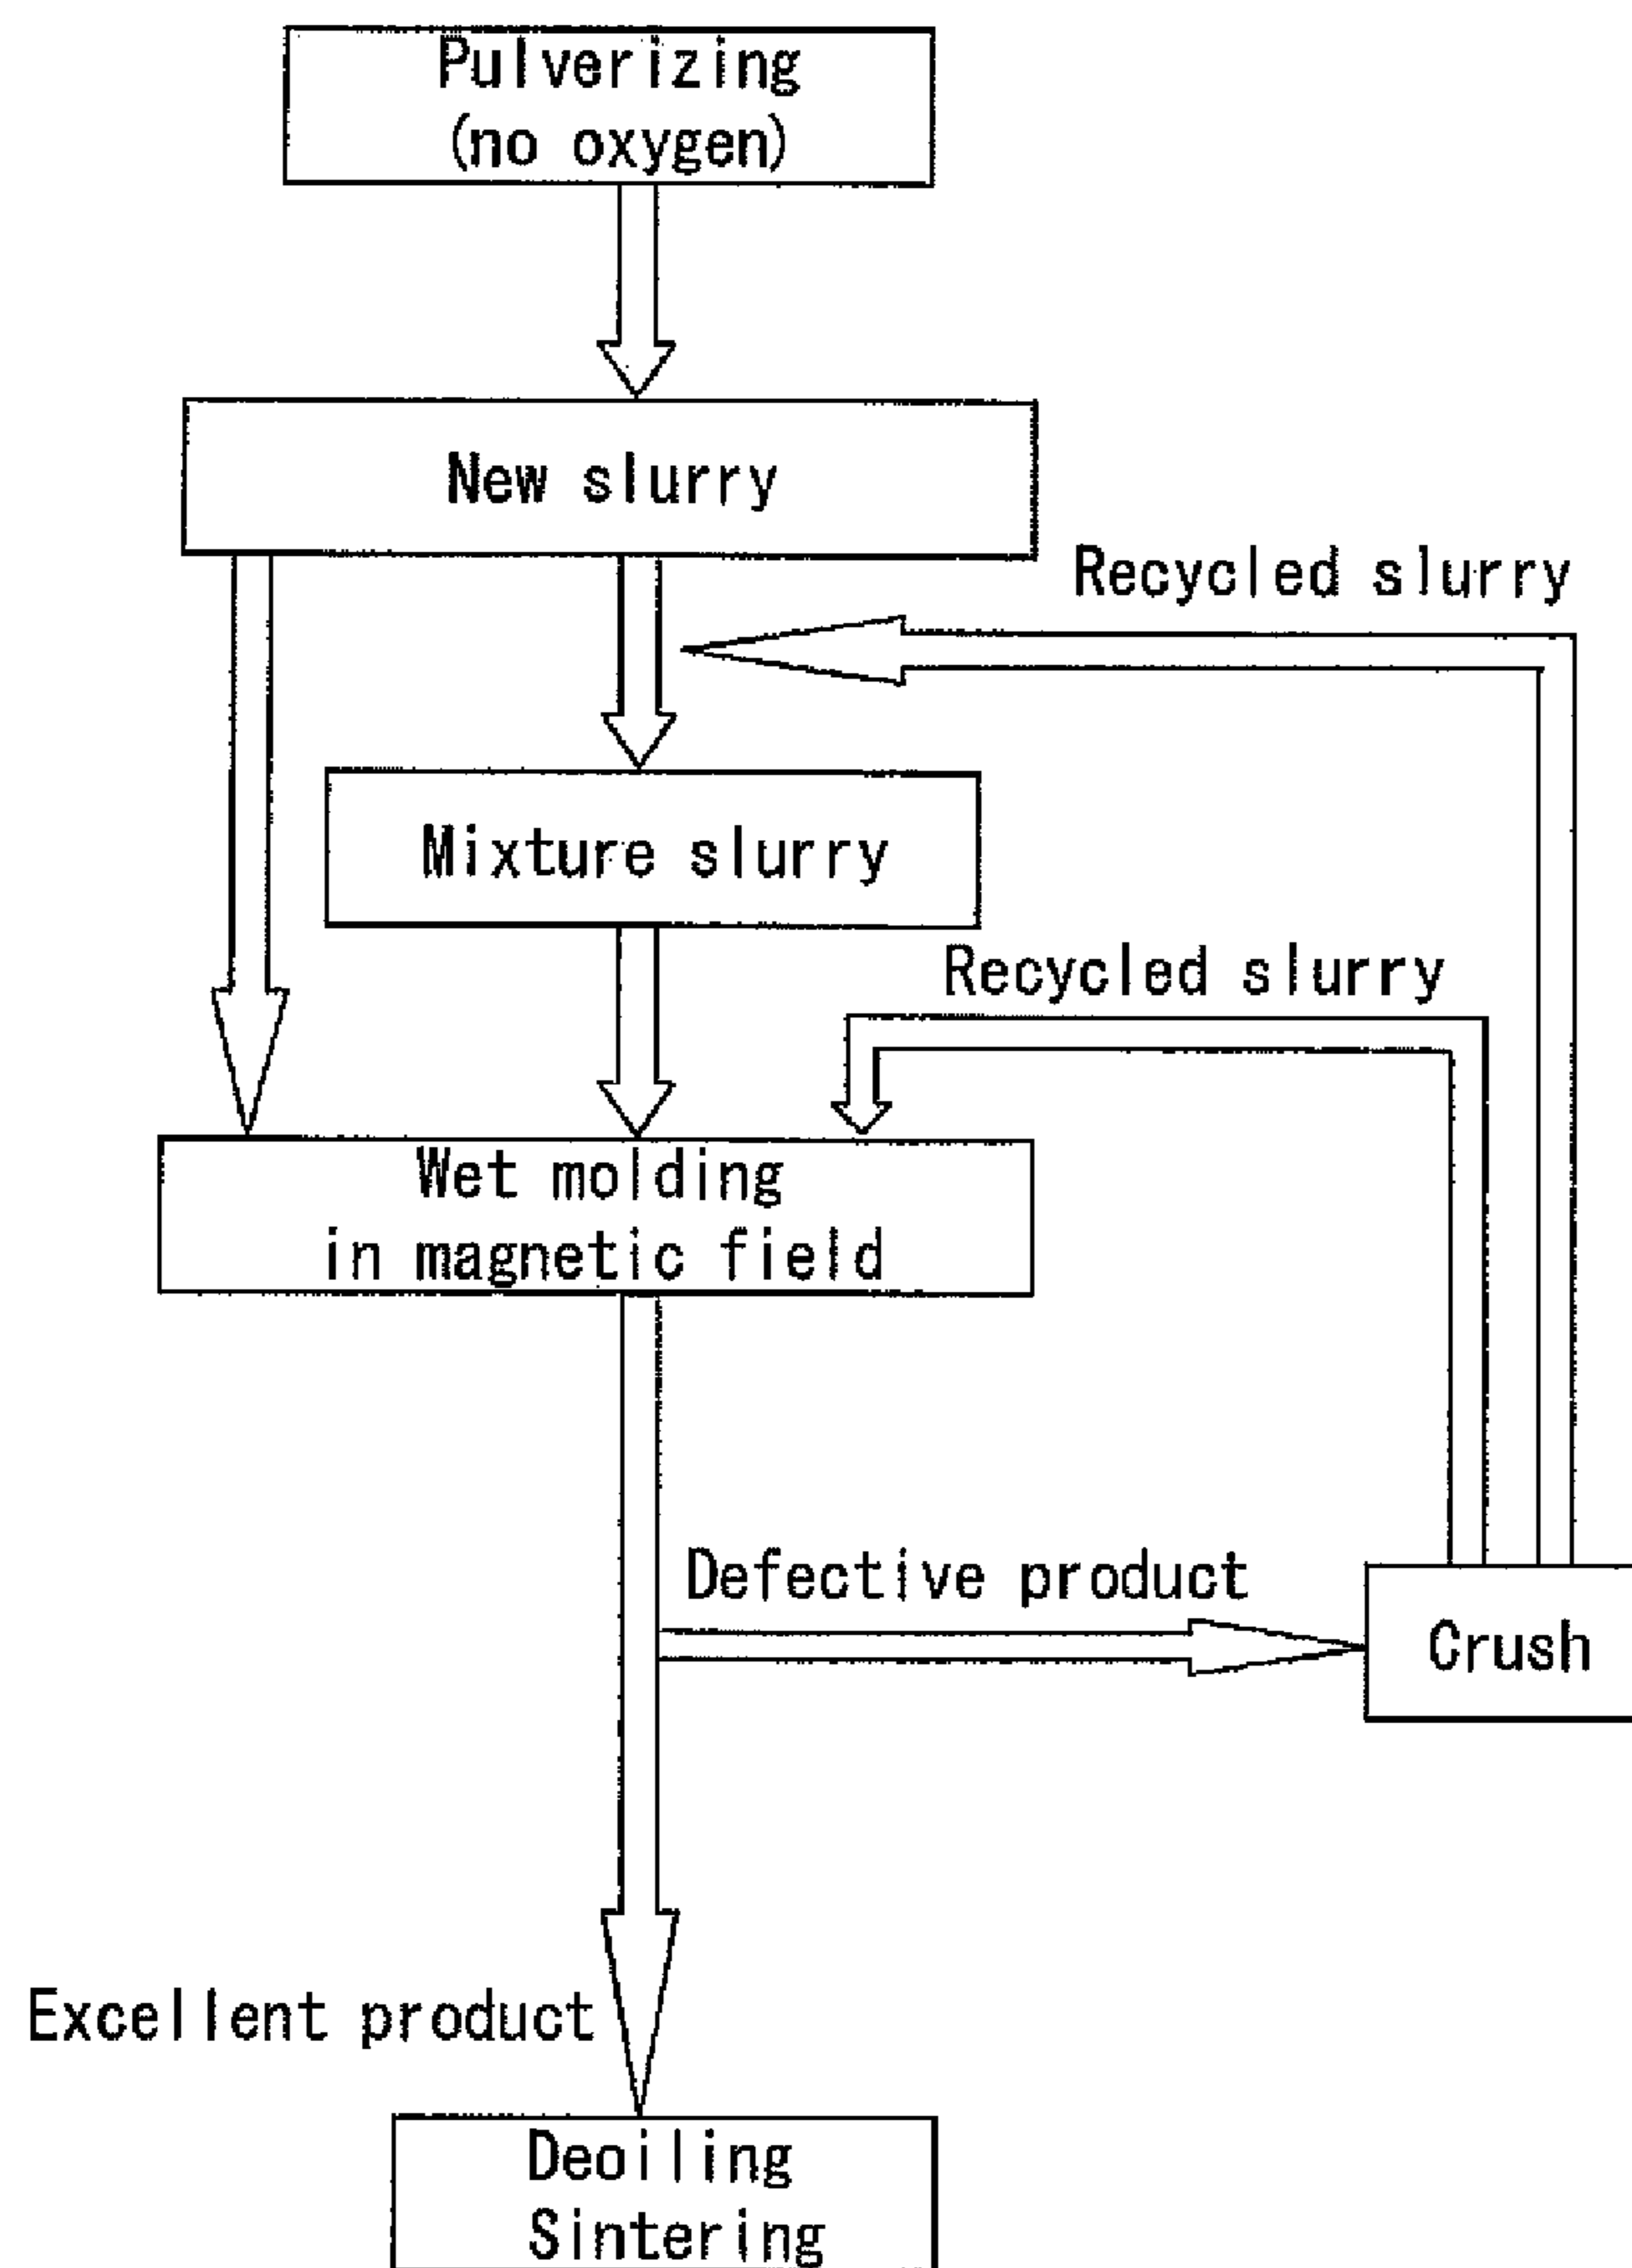 Pulverizing
(no oxygen)
New slurry
Recycled slurry
Mixture slurry
Recycled slurry
Wet molding
in magnetic field
Defective product
Crush
Excellent product
Deoiling
Sintering